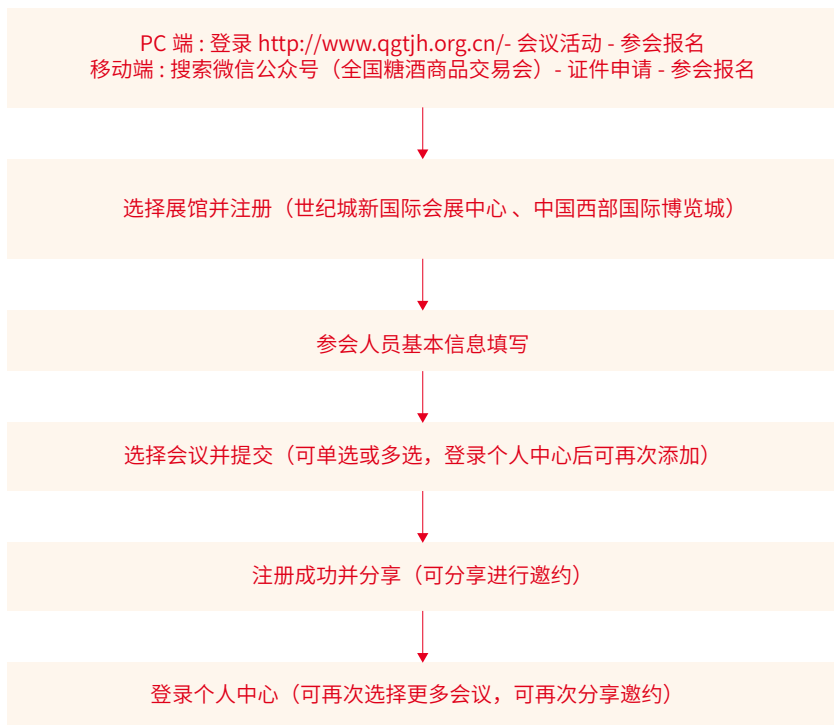 PC 端 : 登录 http://www.qgtjh.org.cn/- 会议活动 - 参会报名
移动端 : 搜索微信公众号（全国糖酒商品交易会）- 证件申请 - 参会报名
选择展馆并注册（世纪城新国际会展中心 、中国西部国际博览城）
参会人员基本信息填写
选择会议并提交（可单选或多选，登录个人中心后可再次添加）
注册成功并分享（可分享进行邀约）
登录个人中心（可再次选择更多会议，可再次分享邀约）